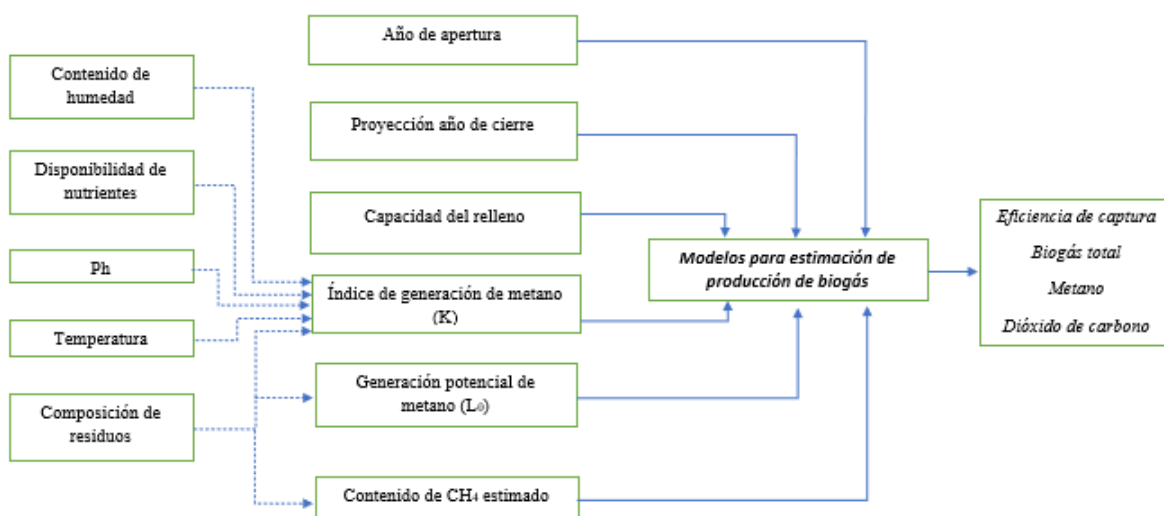 Contenido de
humedad
Disponibilidad de
nutrientes
Ph
Temperatura
Composición de
residuos
Año de apertura
Proyección año de cierre
Capacidad del relleno
Índice de generación de metano
(K)
Generación potencial de
metano (L₀)
Contenido de CH₄ estimado
Modelos para estimación de
producción de biogás
Eficiencia de captura
Biogás total
Metano
Dióxido de carbono